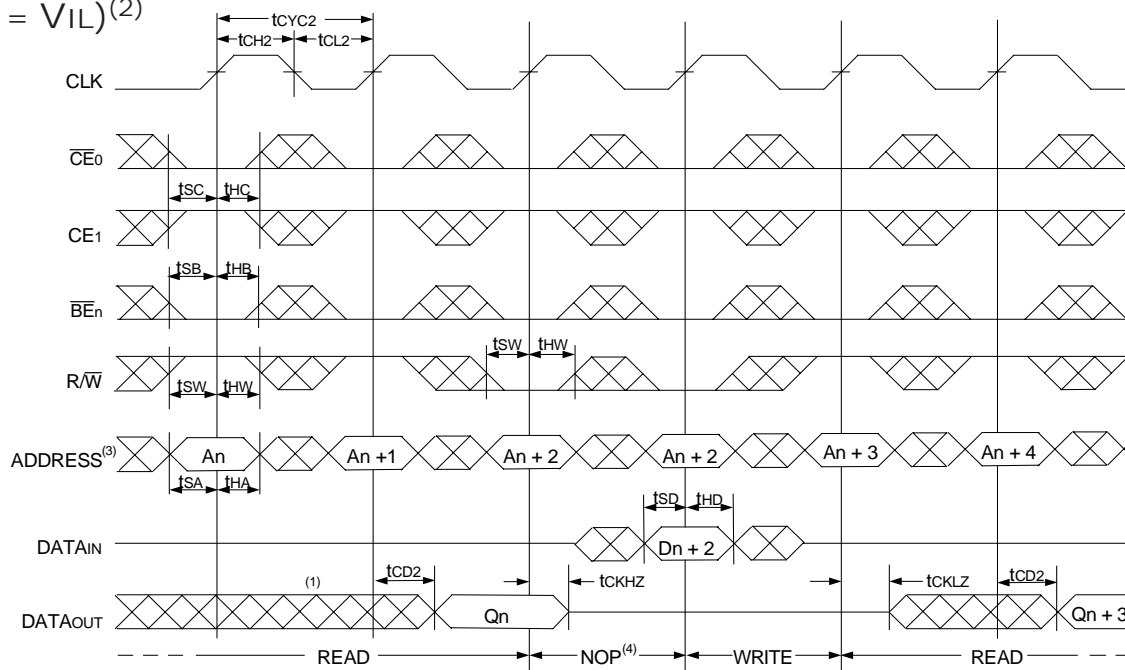 = VIL)(2)
tCYC2
tCH2 tCL2
CLK
CE0
tSC tHC
CE1
tSB tHB
BEn
tSW tHW
R/W
tSW tHW
ADDRESS(3) An An +1 An + 2 An + 2 An + 3 An + 4
tSA tHA
tSD tHD
DATAIN Dn + 2
(1) tCD2 tCKHZ tCKLZ tCD2
DATAOUT Qn Qn + 3
READ NOP(4) WRITE READ